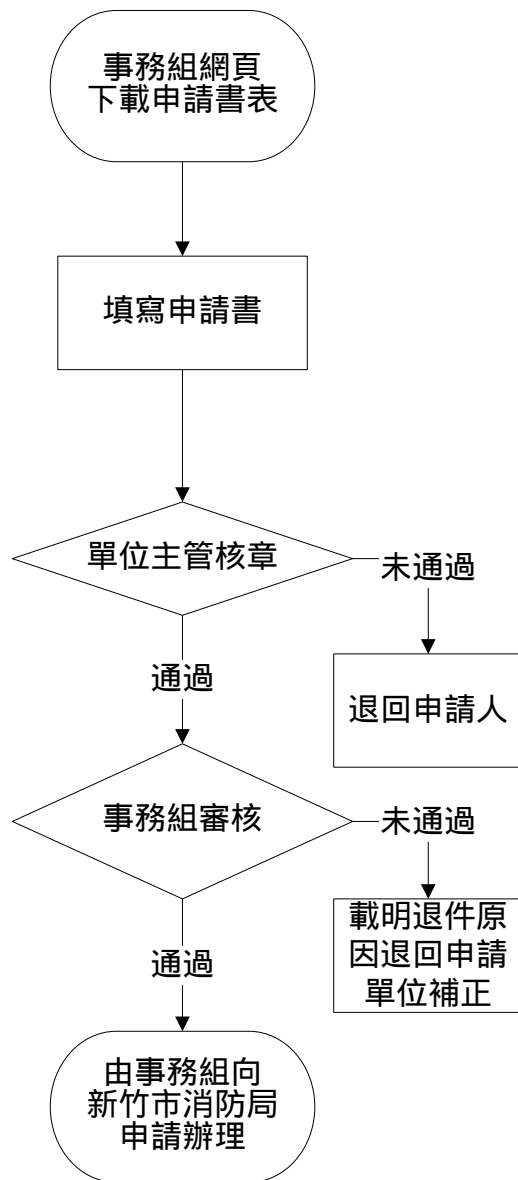 事務組網頁
下載申請書表
填寫申請書
單位主管核章
未通過
通過
退回申請人
事務組審核
未通過
載明退件原
因退回申請
單位補正
通過
由事務組向
新竹市消防局
申請辦理